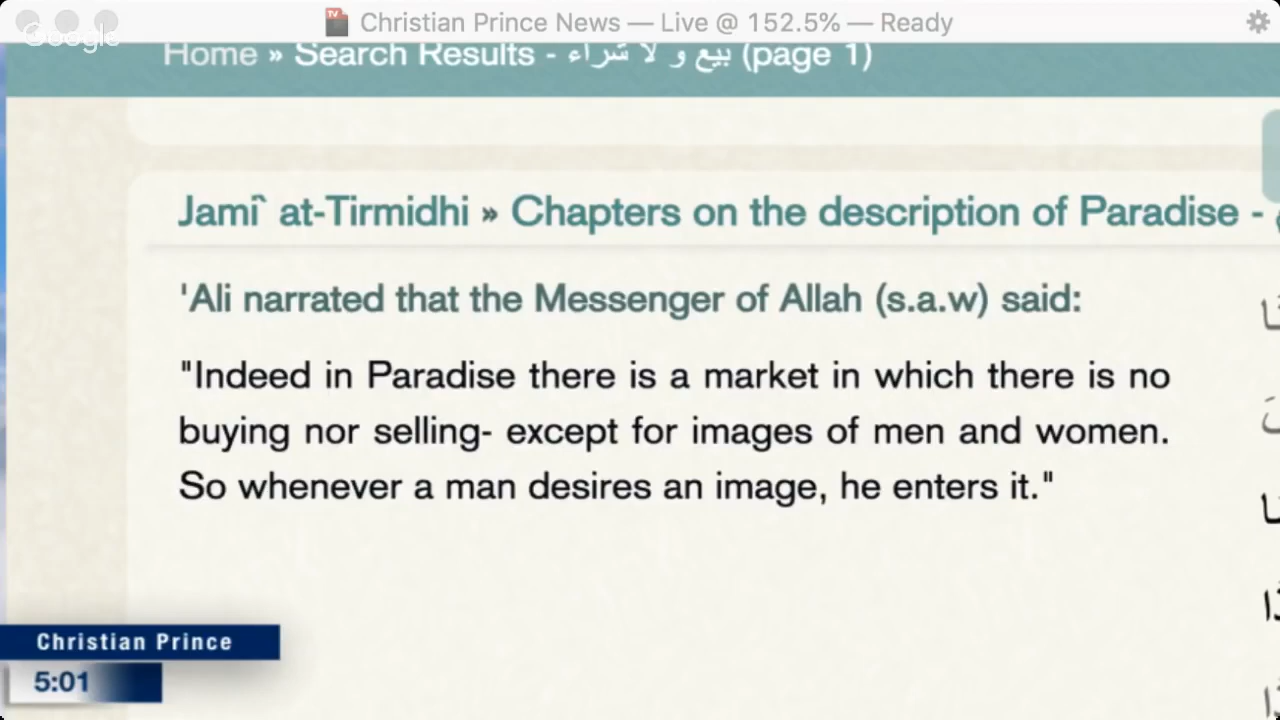 Christian Prince News — Live @ 152.5% — Ready
Google
Home » Search Results - بيع و لا شراء (page 1)
Jami` at-Tirmidhi » Chapters on the description of Paradise -
'Ali narrated that the Messenger of Allah (s.a.w) said:
"Indeed in Paradise there is a market in which there is no
buying nor selling- except for images of men and women.
So whenever a man desires an image, he enters it."
Christian Prince
5:01